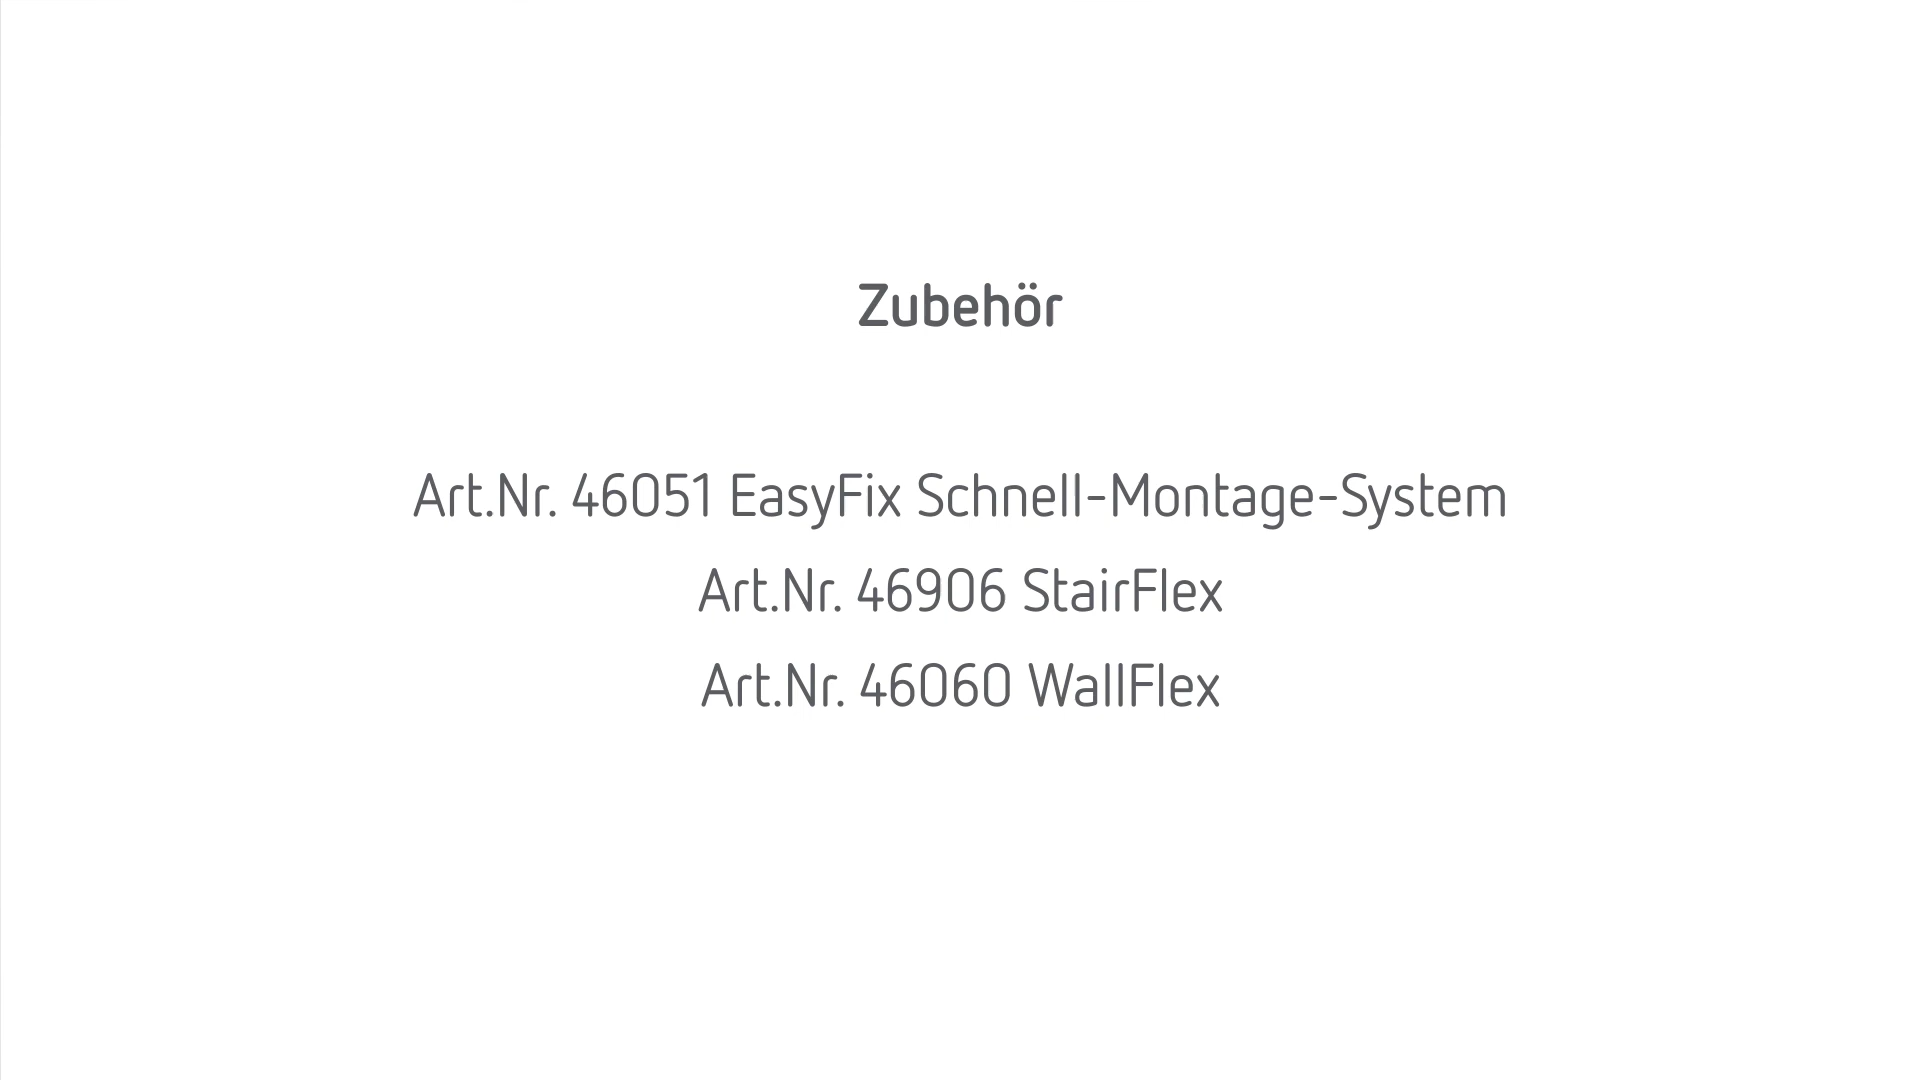 Zubehör
Art.Nr. 46051 EasyFix Schnell-Montage-System
Art.Nr. 46906 StairFlex
Art.Nr. 46060 WallFlex